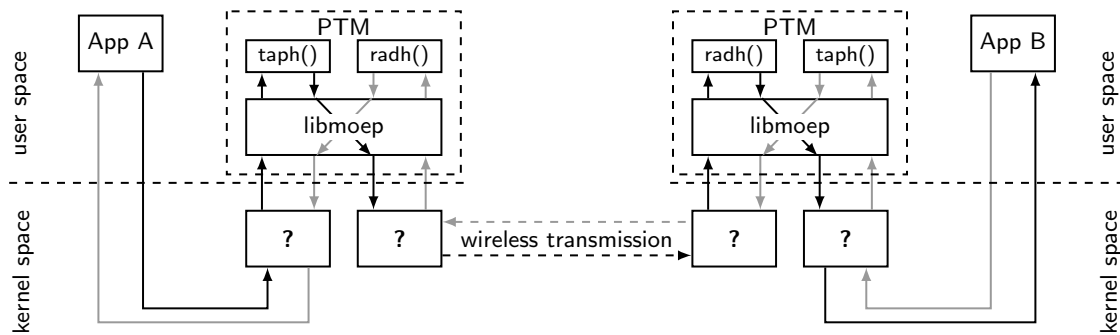 PTM
PTM
App A
taph()
radh()
radh()
taph()
App B
user space
libmoep
libmoep
user space
kernel space
?
?
wireless transmission
?
?
kernel space